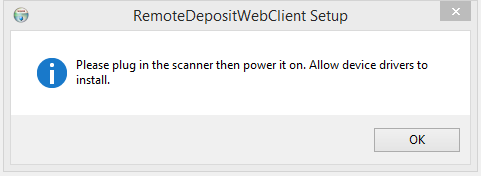 RemoteDepositWebClient Setup
Please plug in the scanner then power it on. Allow device drivers to
install.
OK